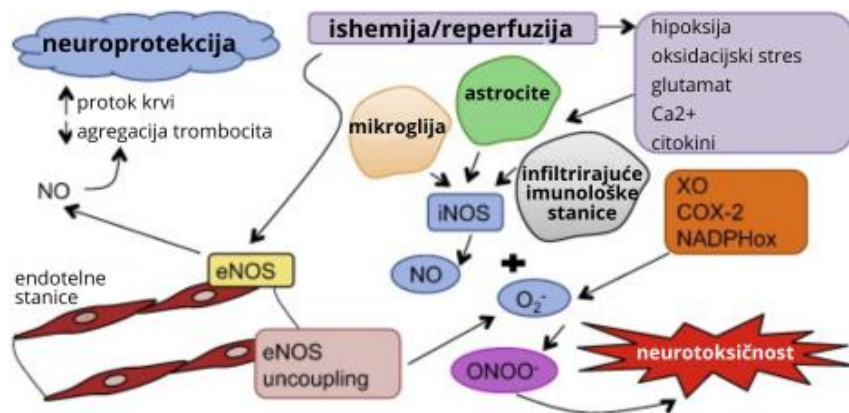 neuroprotekcija
ishemija/reperfuzija
hipoksija
oksidacijski stres
glutamat
Ca2+
citokini
protok krvi
agregacija trombocita
NO
mikroglija
astrocite
infiltrirajuće
imunološke
stanice
iNOS
NO
XO
COX-2
NADPHox
endotelne
stanice
eNOS
+
O₂⁻
eNOS
uncoupling
ONOO⁻
neurotoksičnost